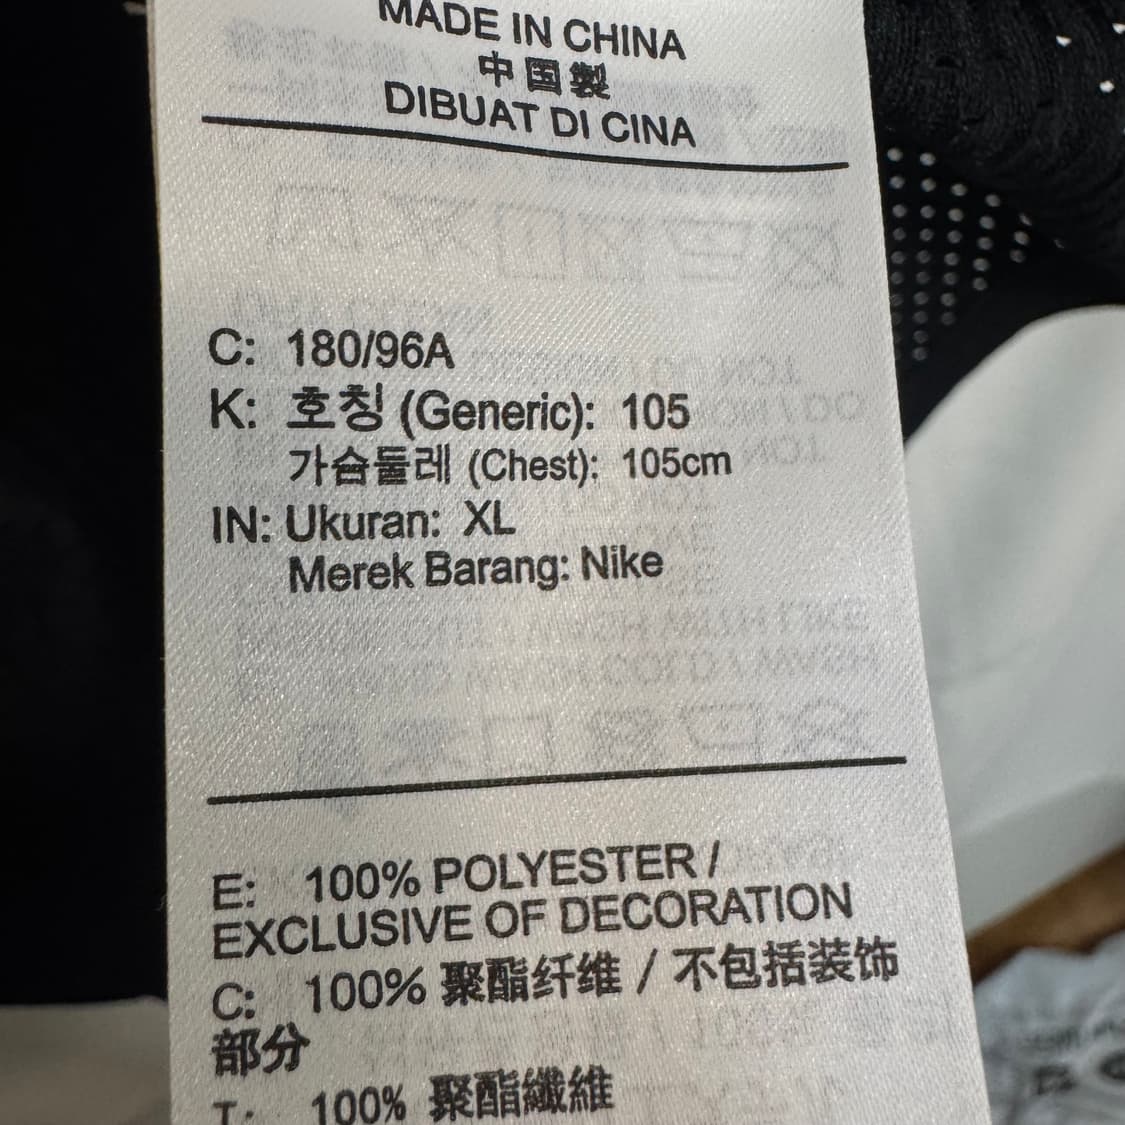 MADE IN CHINA
中国製
DIBUAT DI CINA
C: 180/96A
K: 호칭 (Generic): 105
가슴둘레 (Chest): 105cm
IN: Ukuran: XL
Merek Barang: Nike
E: 100% POLYESTER /
EXCLUSIVE OF DECORATION
C: 100% 聚酯纤维 / 不包括装饰
部分
T: 100% 聚酯纖維